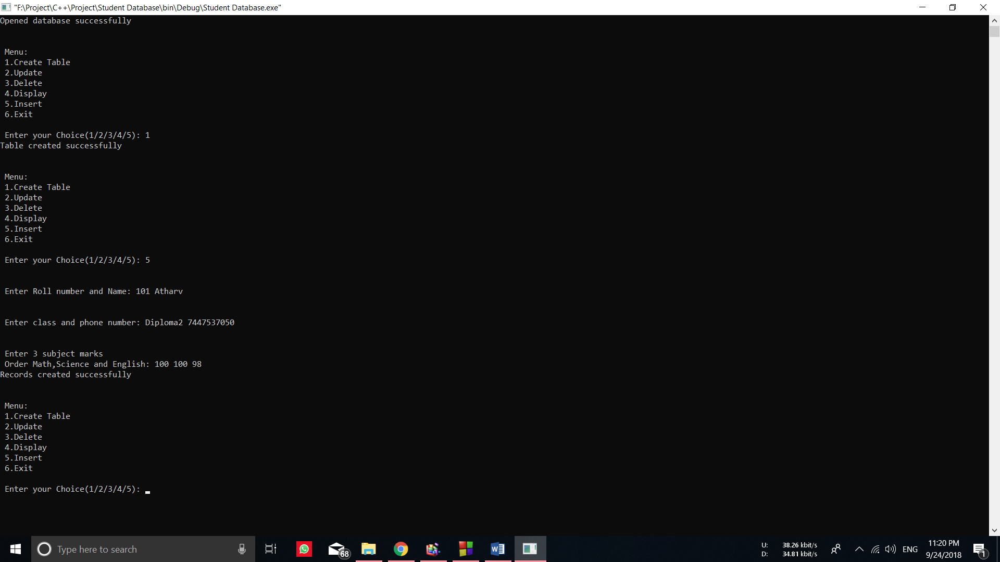 "F:\Project\C++\Project\Student Database\bin\Debug\Student Database.exe"
Opened database successfully
Menu:
1.Create Table
2.Update
3.Delete
4.Display
5.Insert
6.Exit
Enter your Choice(1/2/3/4/5): 1
Table created successfully
Menu:
1.Create Table
2.Update
3.Delete
4.Display
5.Insert
6.Exit
Enter your Choice(1/2/3/4/5): 5
Enter Roll number and Name: 101 Atharv
Enter class and phone number: Diploma2 7447537050
Enter 3 subject marks
Order Math,Science and English: 100 100 98
Records created successfully
Menu:
1.Create Table
2.Update
3.Delete
4.Display
5.Insert
6.Exit
Enter your Choice(1/2/3/4/5):
Type here to search
68
W
U: 38.26 kbit/s
D: 34.81 kbit/s
ENG
11:20 PM
9/24/2018
1